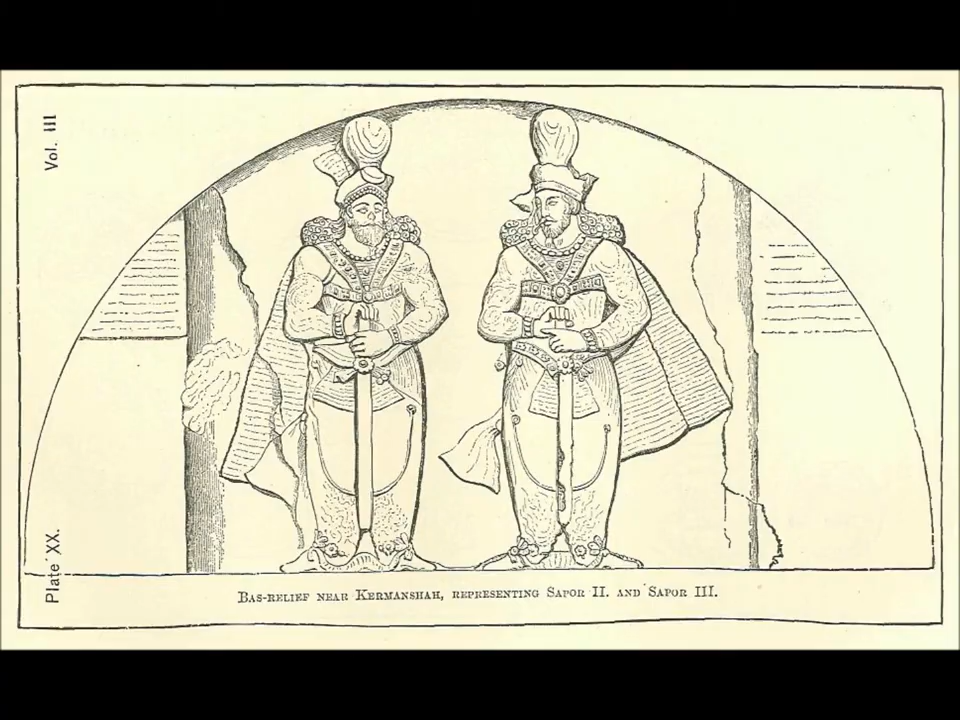 Vol. III
Plate XX.
Bas-relief near Kermanshah, representing Sapor II. and Sapor III.